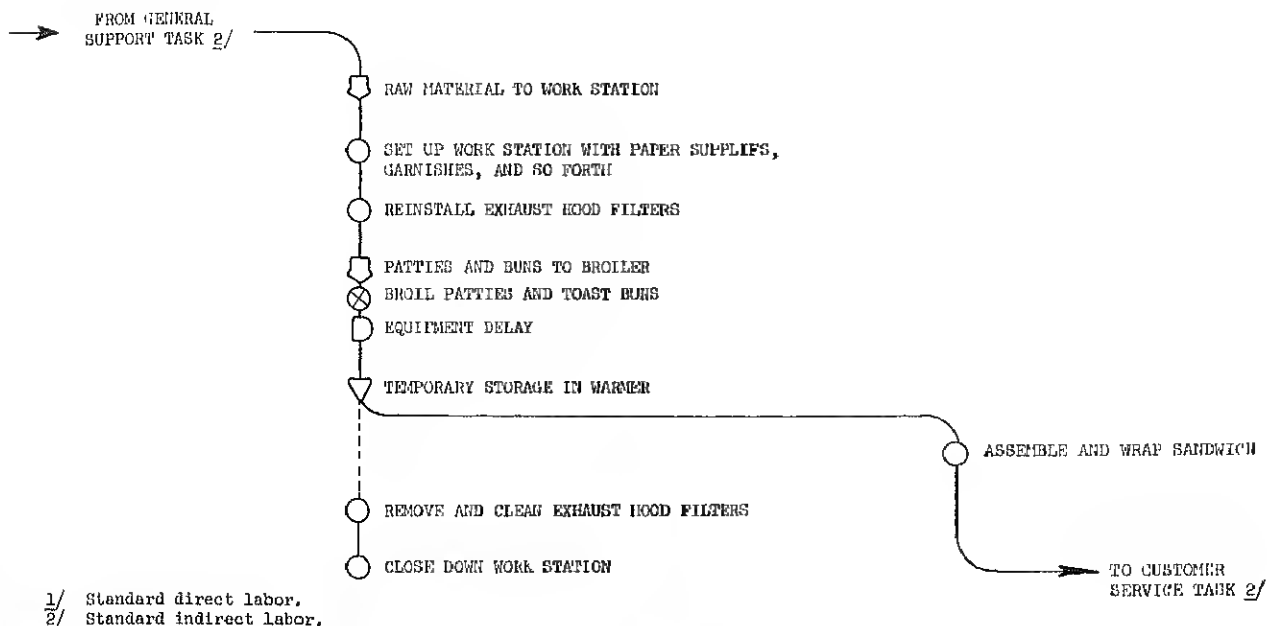 FROM GENERAL
SUPPORT TASK 2/
RAW MATERIAL TO WORK STATION
SET UP WORK STATION WITH PAPER SUPPLIES,
GARNISHES, AND SO FORTH
REINSTALL EXHAUST HOOD FILTERS
PATTIES AND BUNS TO BROILER
BROIL PATTIES AND TOAST BUNS
EQUIPMENT DELAY
TEMPORARY STORAGE IN WARMER
ASSEMBLE AND WRAP SANDWICH
REMOVE AND CLEAN EXHAUST HOOD FILTERS
CLOSE DOWN WORK STATION
TO CUSTOMER
SERVICE TASK 2/
1/ Standard direct labor.
2/ Standard indirect labor.